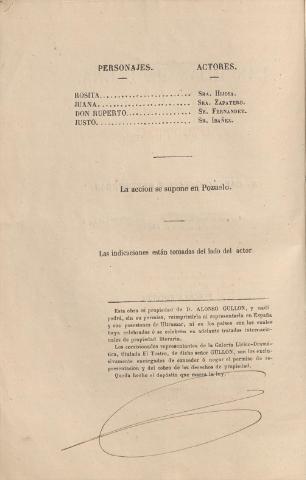 PERSONAJES. ACTORES.
ROSITA.................... SRA. HIJOSA.
JUANA..................... SRA. ZAPATERO.
DON RUPERTO............... SR. FERNANDEZ.
JUSTO..................... SR. IBAÑEZ.
La accion se supone en Pozuelo.
Las indicaciones están tomadas del lado del actor
Esta obra es propiedad de D. ALONSO GULLON, y nadie
podrá, sin su permiso, reimprimirla ni representarla en España
y sus posesiones de Ultramar, ni en los paises con los cuales
haya celebrados ó se celebren en adelante tratados internacio-
nales de propiedad literaria.
Los comisionados representantes de la Galería Lírico-Dramá-
tica, titulada El Teatro, de dicho señor GULLON, son los exclu-
sivamente encargados de conceder ó negar el permiso de re-
presentacion y del cobro de los derechos de propiedad.
Queda hecho el depósito que marca la ley.